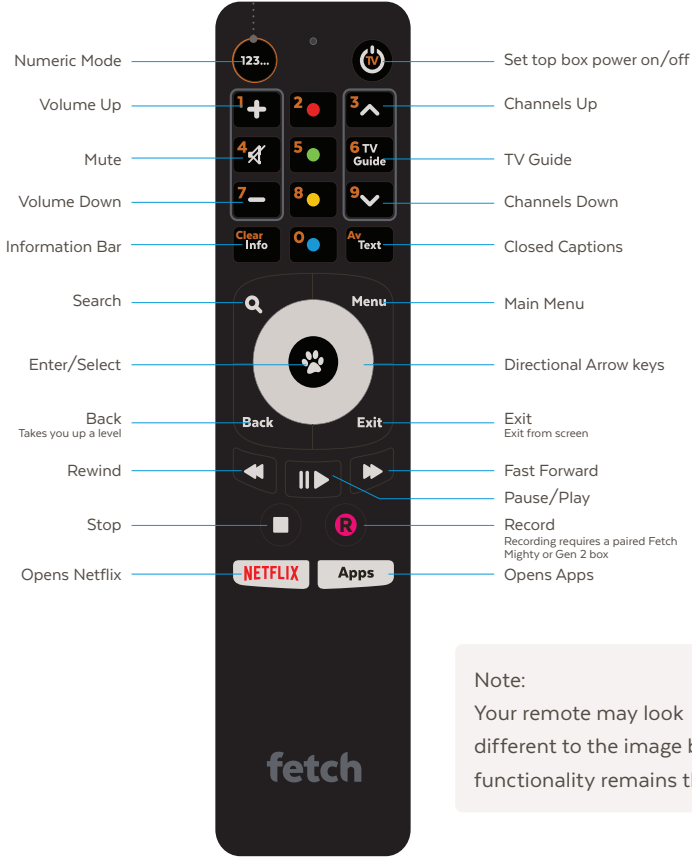 Numeric Mode
123...
TV
Set top box power on/off
Volume Up
1
2
3
Channels Up
Mute
4
5
6 TV
Guide
TV Guide
Volume Down
7
8
9
Channels Down
Information Bar
Clear
Info
0
Av
Text
Closed Captions
Search
Menu
Main Menu
Enter/Select
Directional Arrow keys
Back
Takes you up a level
Back
Exit
Exit
Exit from screen
Rewind
Fast Forward
Pause/Play
Stop
R
Record
Recording requires a paired Fetch
Mighty or Gen 2 box
Opens Netflix
NETFLIX
Apps
Opens Apps
Note:
Your remote may look
different to the image
functionality remains
fetch